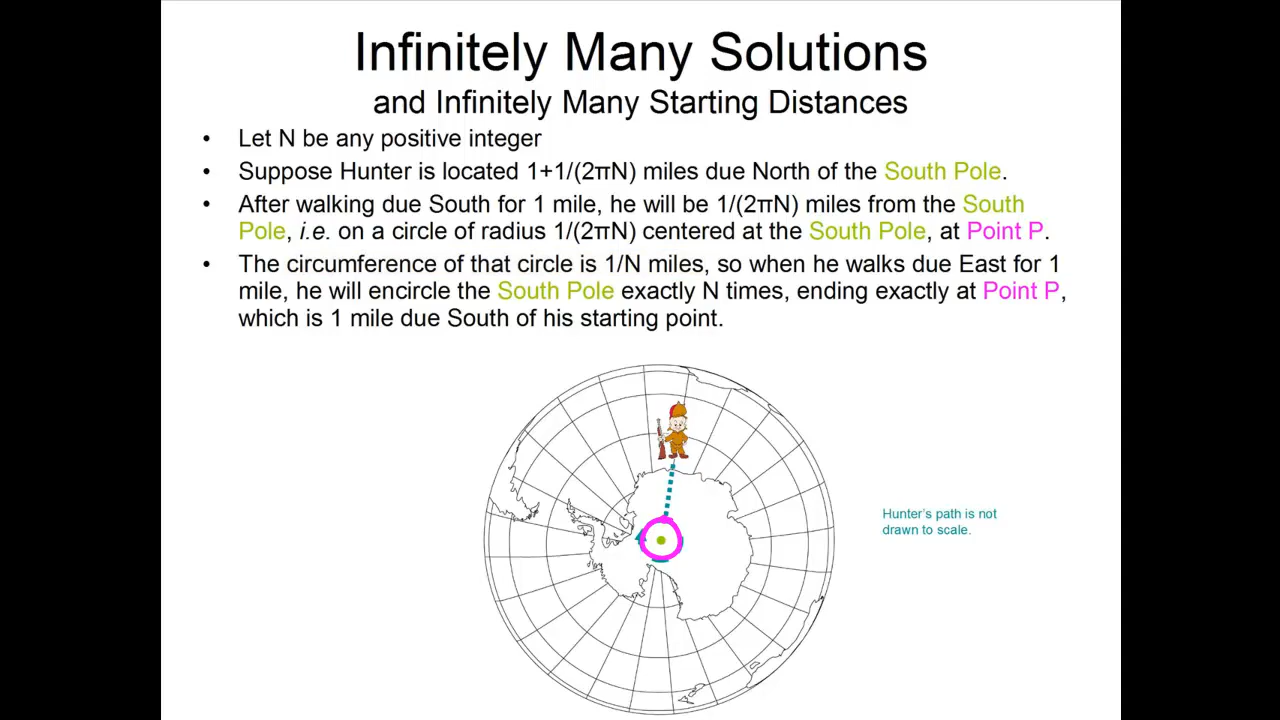 Infinitely Many Solutions
and Infinitely Many Starting Distances
• Let N be any positive integer
• Suppose Hunter is located 1+1/(2πN) miles due North of the South Pole.
• After walking due South for 1 mile, he will be 1/(2πN) miles from the South
Pole, i.e. on a circle of radius 1/(2πN) centered at the South Pole, at Point P.
• The circumference of that circle is 1/N miles, so when he walks due East for 1
mile, he will encircle the South Pole exactly N times, ending exactly at Point P,
which is 1 mile due South of his starting point.
Hunter's path is not
drawn to scale.